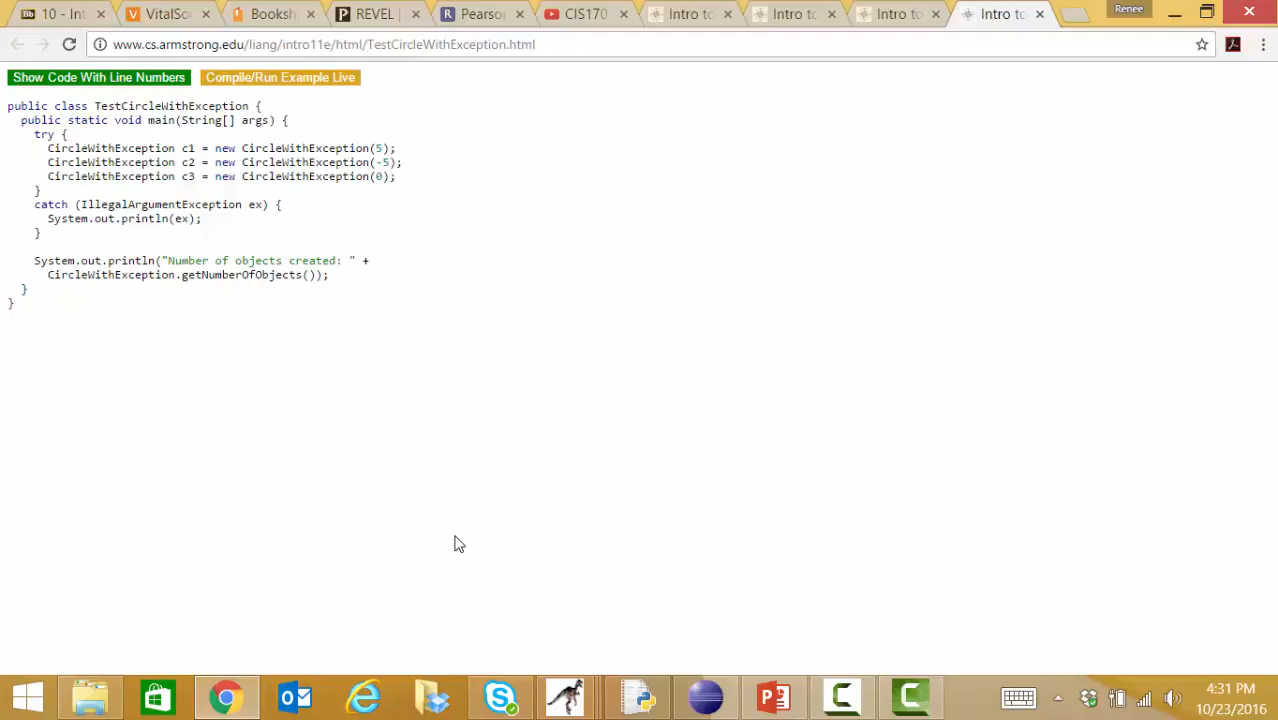 10 - Int
VitalSo
Booksh
REVEL |
Pearson
CIS170
Intro to
Intro to
Intro to
Intro to
Renee
www.cs.armstrong.edu/liang/intro11e/html/TestCircleWithException.html
Show Code With Line Numbers
Compile/Run Example Live
public class TestCircleWithException {
public static void main(String[] args) {
try {
CircleWithException c1 = new CircleWithException(5);
CircleWithException c2 = new CircleWithException(-5);
CircleWithException c3 = new CircleWithException(0);
}
catch (IllegalArgumentException ex) {
System.out.println(ex);
}
System.out.println("Number of objects created: " +
CircleWithException.getNumberOfObjects());
}
}
4:31 PM
10/23/2016